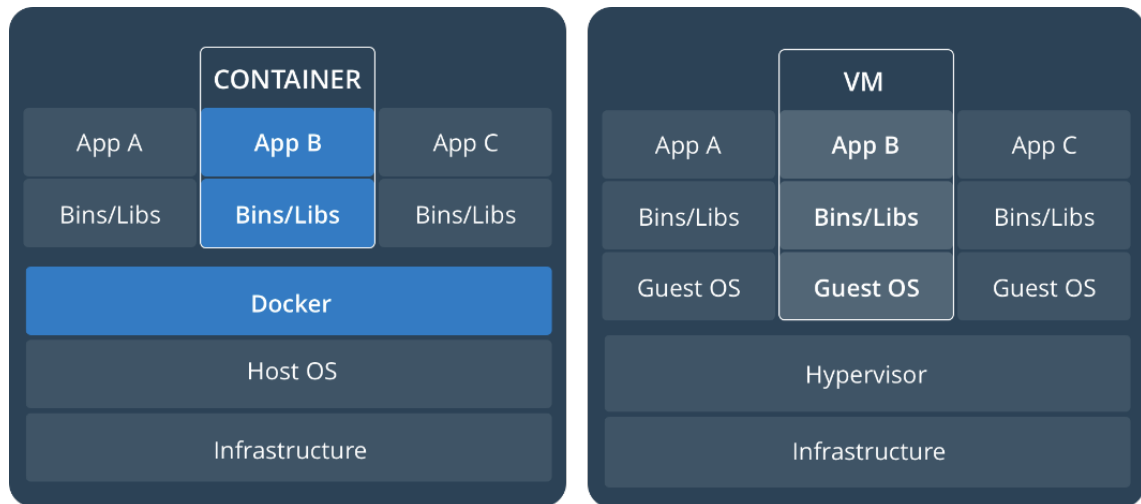 CONTAINER
App A
App B
App C
Bins/Libs
Bins/Libs
Bins/Libs
Docker
Host OS
Infrastructure
VM
App A
App B
App C
Bins/Libs
Bins/Libs
Bins/Libs
Guest OS
Guest OS
Guest OS
Hypervisor
Infrastructure